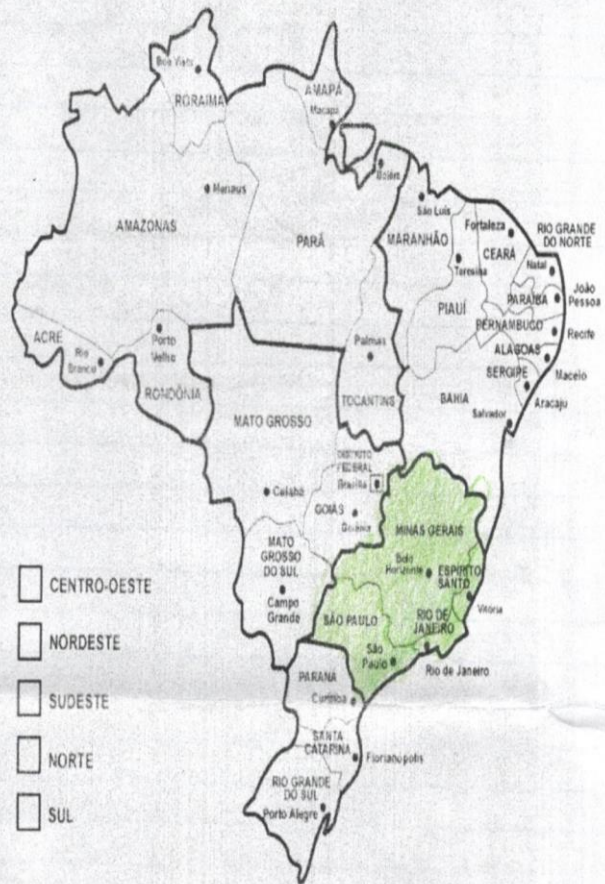 Boa Vista
RORAIMA
AMAPÁ
Macapá
Belém
Manaus
AMAZONAS
PARÁ
São Luís
MARANHÃO
Fortaleza
CEARÁ
RIO GRANDE
DO NORTE
Teresina
Natal
PIAUÍ
PARAÍBA
João
Pessoa
PERNAMBUCO
Recife
ACRE
Rio
Branco
Porto
Velho
RONDÔNIA
Palmas
TOCANTINS
ALAGOAS
Maceio
SERGIPE
Aracaju
BAHIA
Salvador
MATO GROSSO
Cuiabá
DISTRITO
FEDERAL
Brasília
GOIÁS
Goiânia
MINAS GERAIS
Belo
Horizonte
ESPIRITO
SANTO
Vitória
MATO
GROSSO
DO SUL
Campo
Grande
SÃO PAULO
São
Paulo
RIO DE
JANEIRO
Rio de Janeiro
PARANÁ
Curitiba
SANTA
CATARINA
Florianópolis
RIO GRANDE
DO SUL
Porto Alegre
CENTRO-OESTE
NORDESTE
SUDESTE
NORTE
SUL